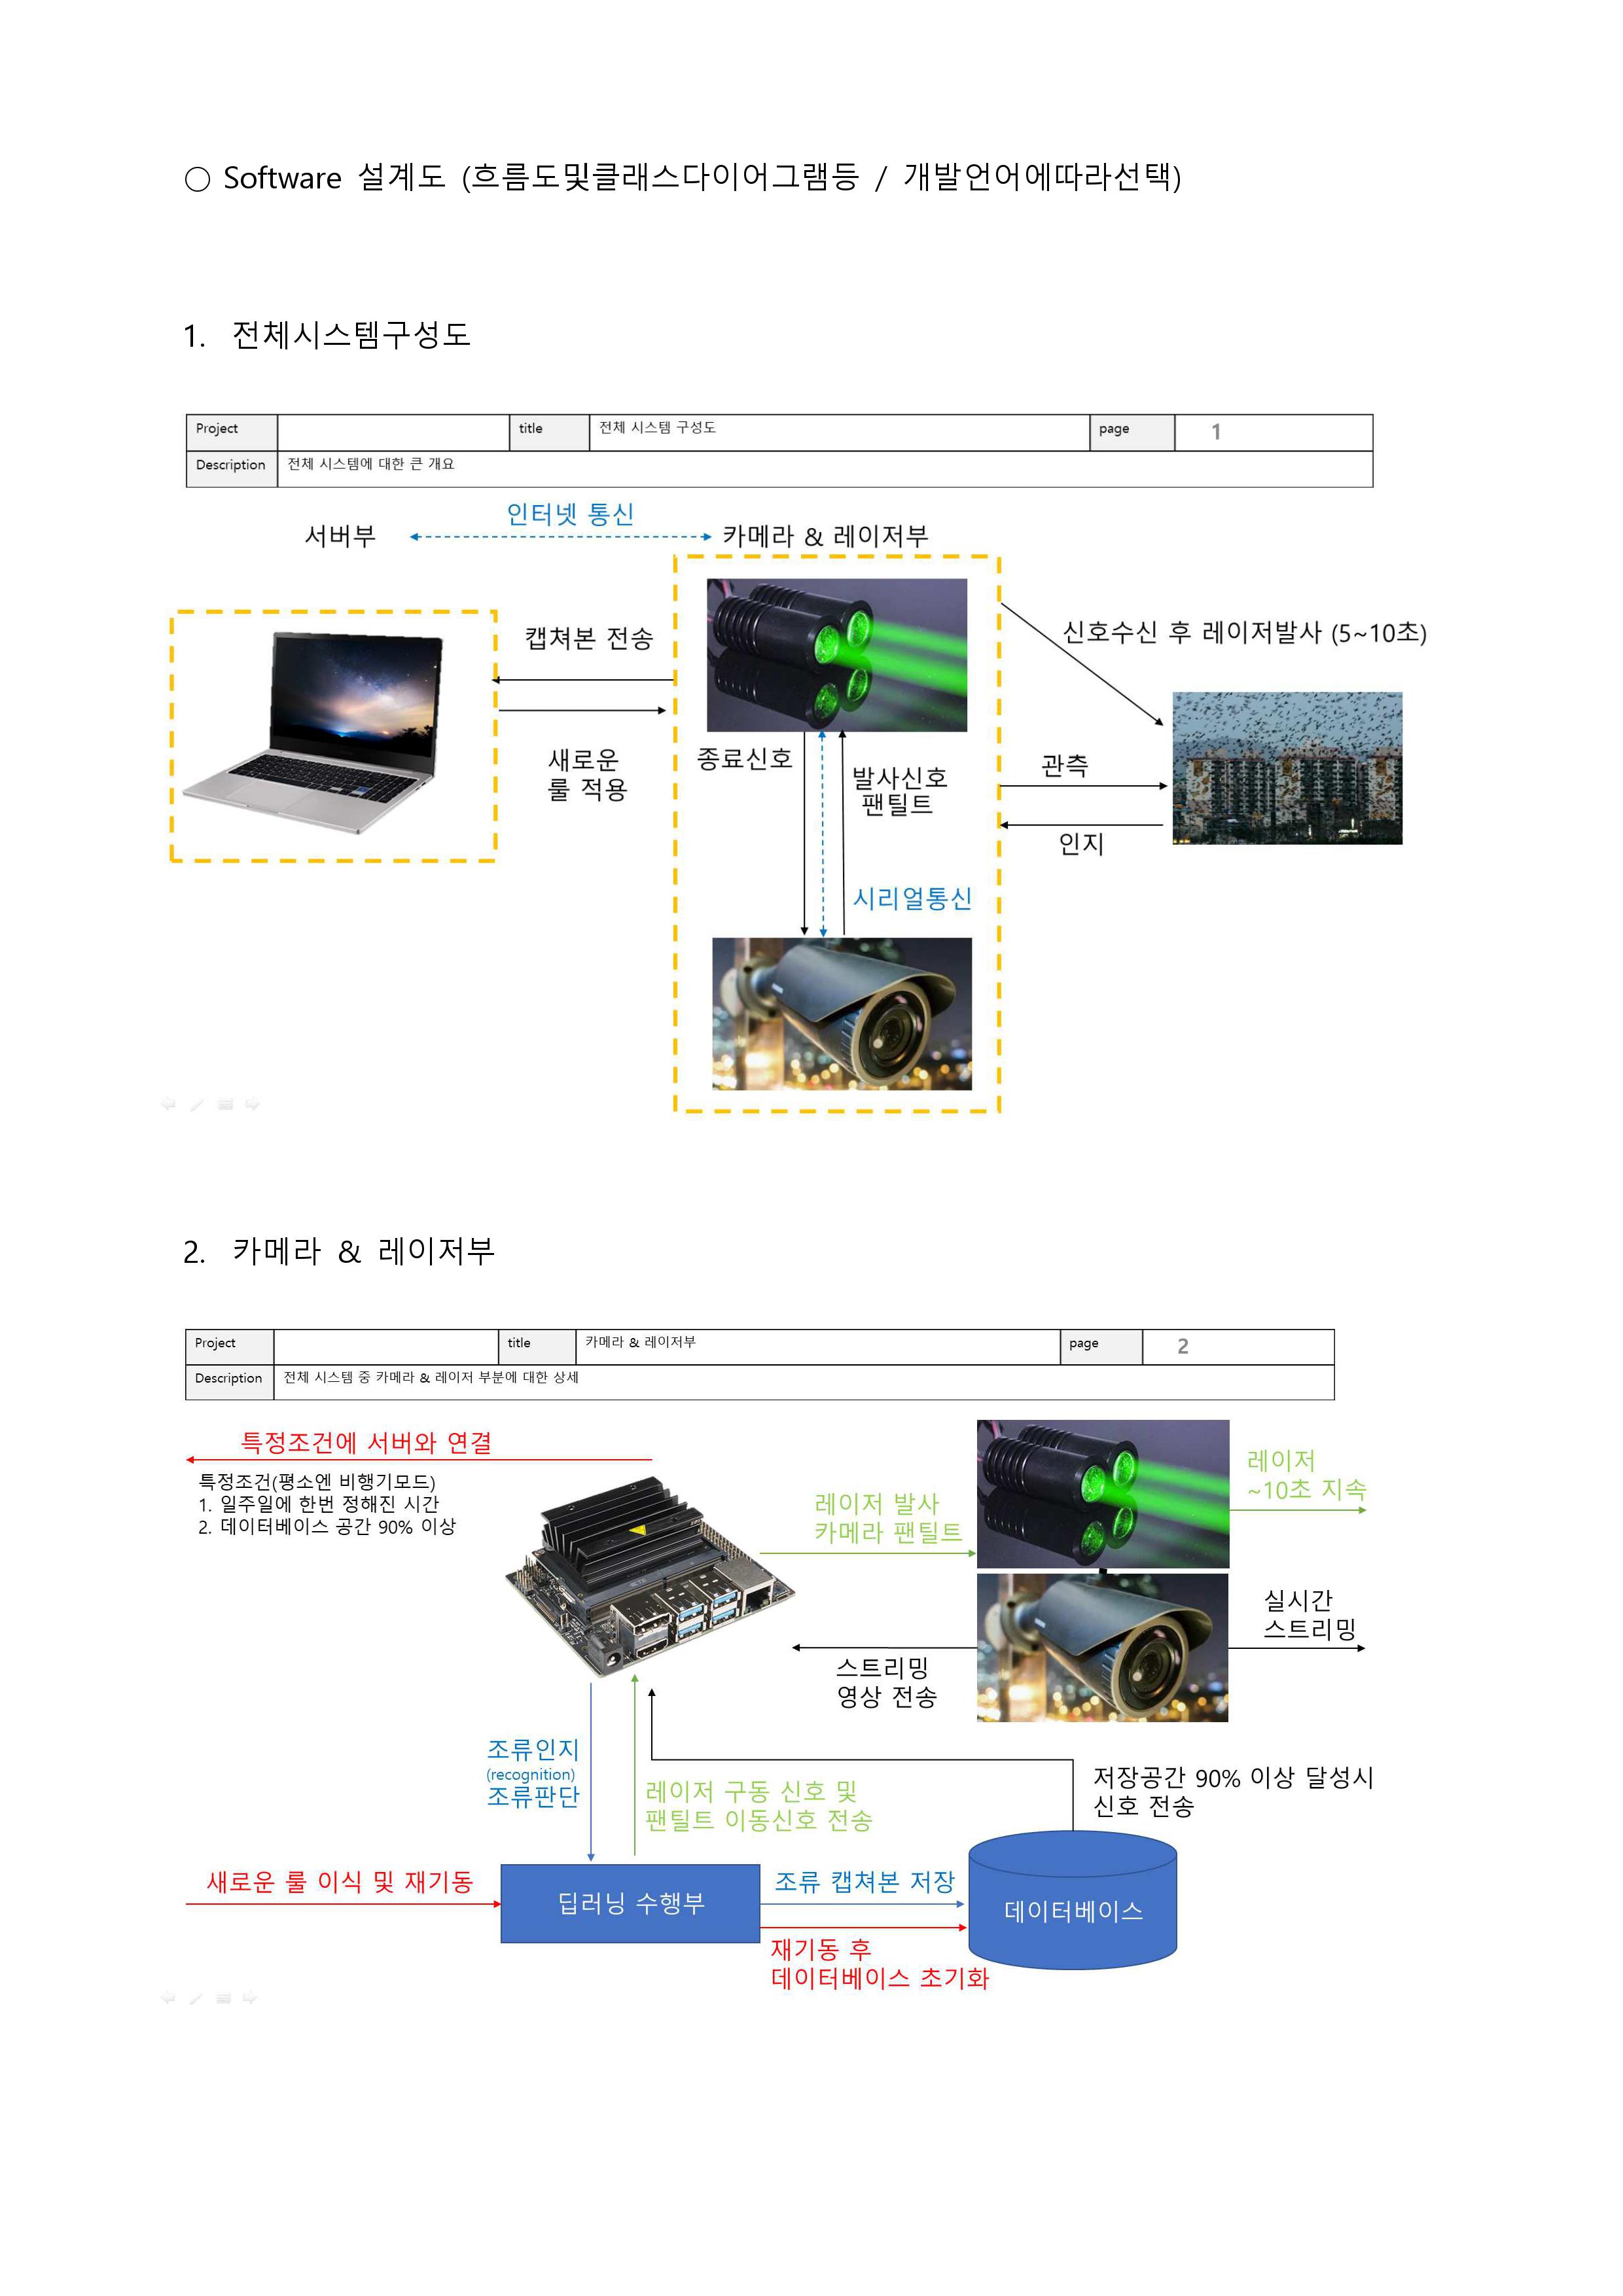 ○ Software 설계도 (흐름도및클래스다이어그램등 / 개발언어에따라선택)
1. 전체시스템구성도
Project title 전체 시스템 구성도 page 1
Description 전체 시스템에 대한 큰 개요
서버부
인터넷 통신
카메라 & 레이저부
캡쳐본 전송
새로운
룰 적용
종료신호
발사신호
팬틸트
시리얼통신
신호수신 후 레이저발사 (5~10초)
관측
인지
2. 카메라 & 레이저부
Project title 카메라 & 레이저부 page 2
Description 전체 시스템 중 카메라 & 레이저 부분에 대한 상세
특정조건에 서버와 연결
특정조건(평소엔 비행기모드)
1. 일주일에 한번 정해진 시간
2. 데이터베이스 공간 90% 이상
레이저 발사
카메라 팬틸트
레이저
~10초 지속
실시간
스트리밍
스트리밍
영상 전송
조류인지
(recognition)
조류판단
레이저 구동 신호 및
팬틸트 이동신호 전송
저장공간 90% 이상 달성시
신호 전송
새로운 룰 이식 및 재기동
딥러닝 수행부
조류 캡쳐본 저장
데이터베이스
재기동 후
데이터베이스 초기화